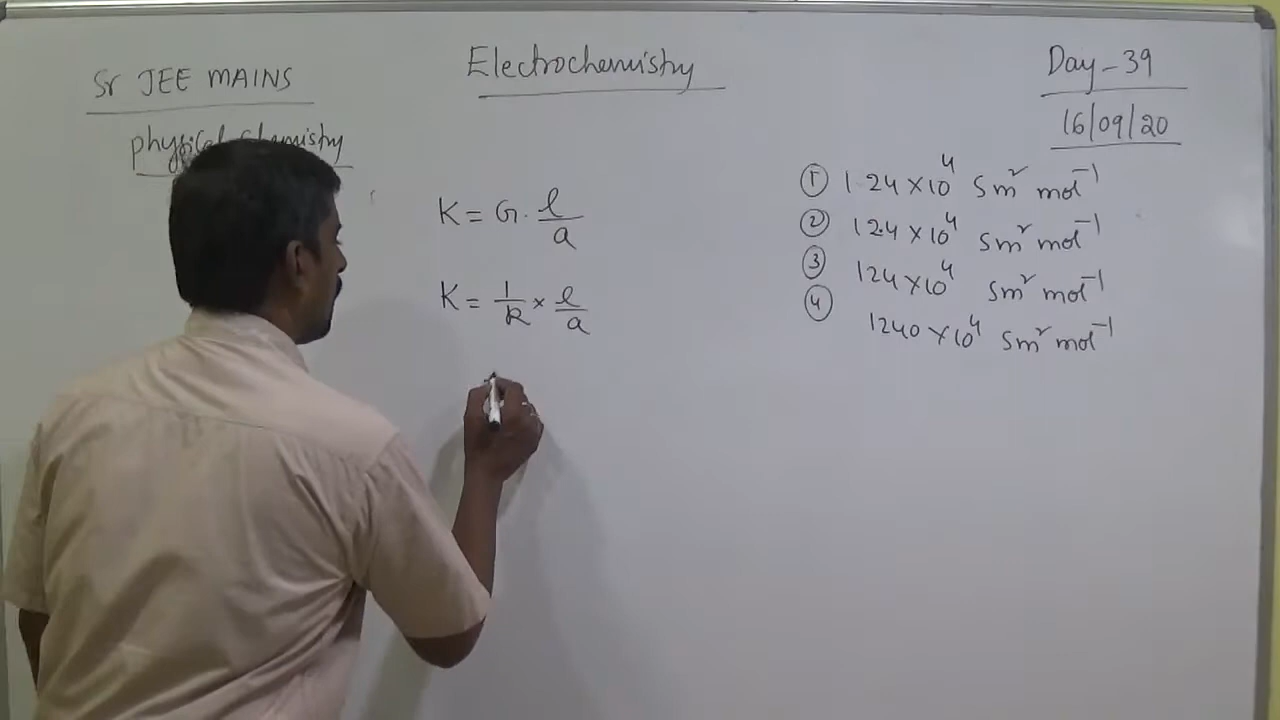 Sr JEE MAINS
physical chemistry
Electrochemistry
Day-39
16/09/20
K = G · l/a
K = 1/R × l/a
① 1.24×10⁴ Sm² mol⁻¹
② 12.4×10⁴ Sm² mol⁻¹
③ 124×10⁴ Sm² mol⁻¹
④ 1240×10⁴ Sm² mol⁻¹